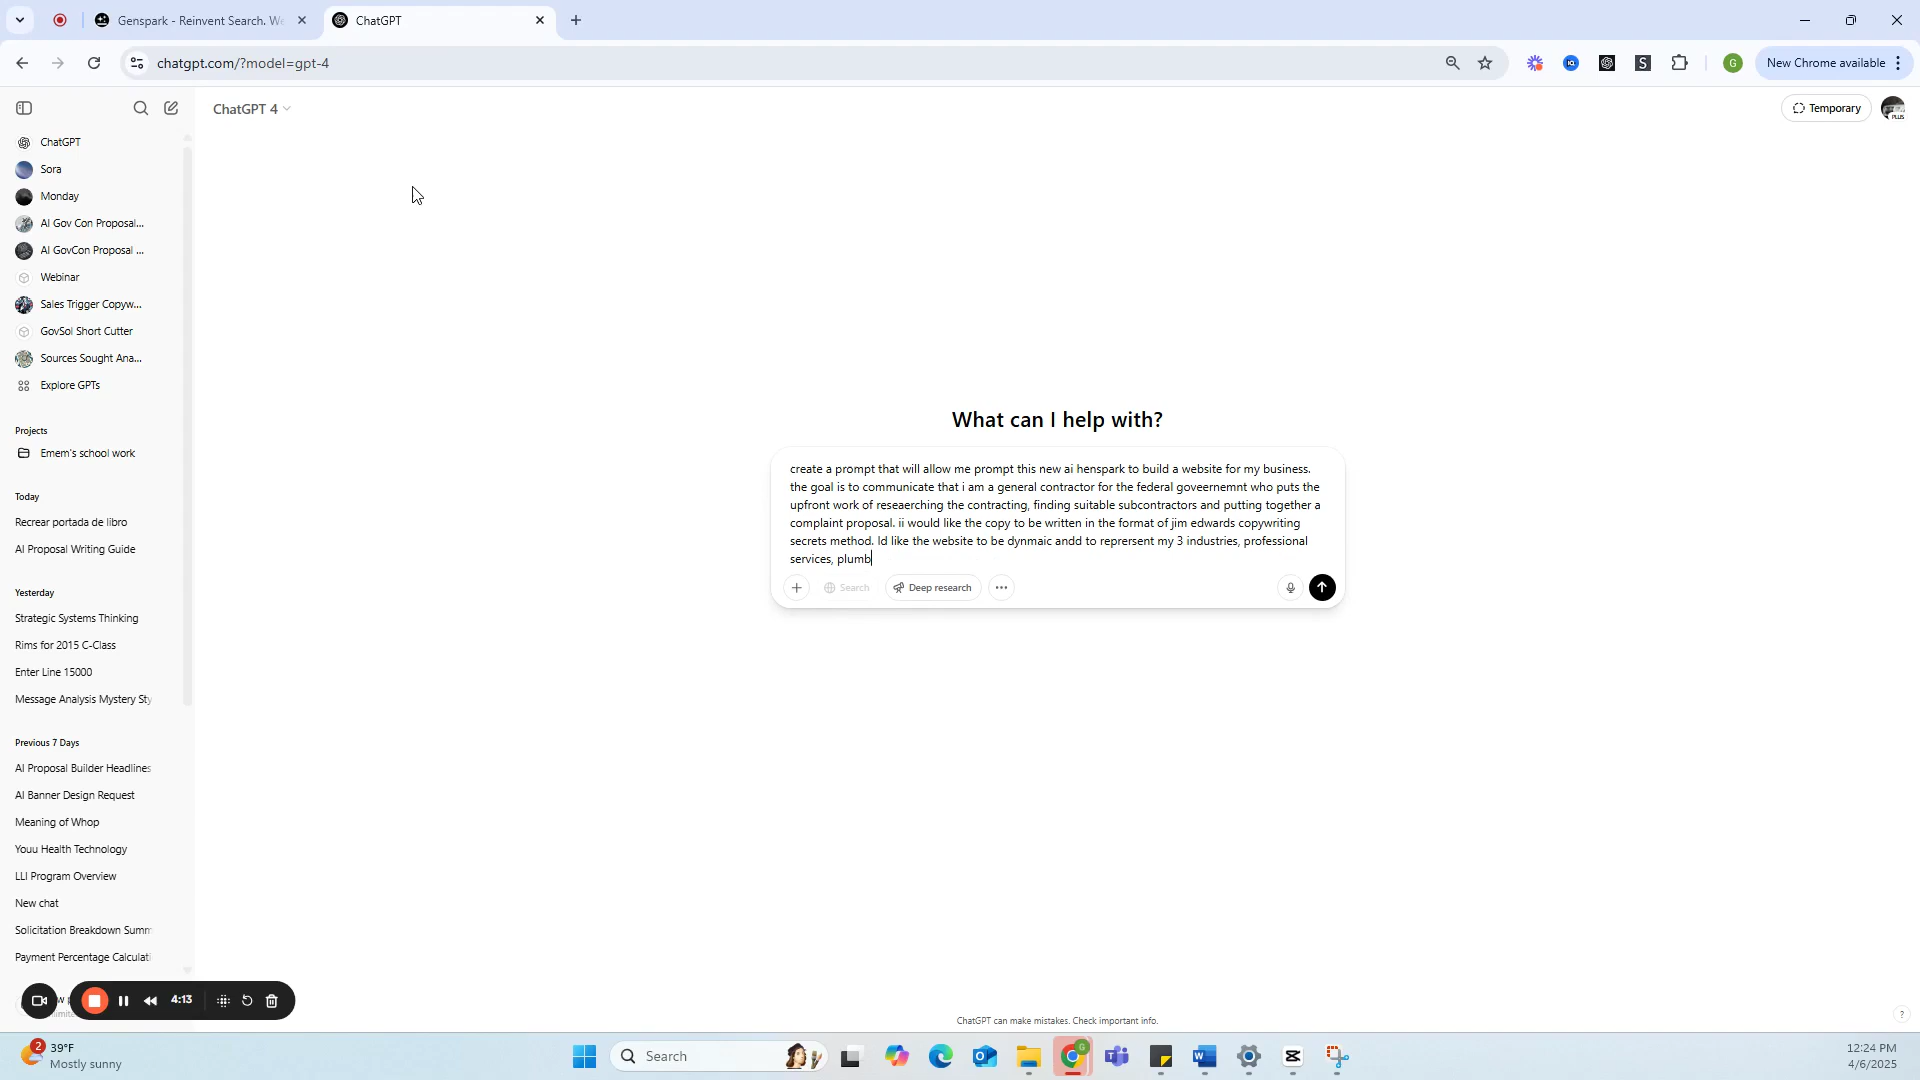 Genspark - Reinvent Search. We
ChatGPT
chatgpt.com/?model=gpt-4
S
G
New Chrome available
ChatGPT 4
Temporary
PLUS
ChatGPT
Sora
Monday
AI Gov Con Proposal...
AI GovCon Proposal ...
Webinar
Sales Trigger Copyw...
GovSol Short Cutter
Sources Sought Ana...
Explore GPTs
Projects
Emem's school work
Today
Recrear portada de libro
AI Proposal Writing Guide
Yesterday
Strategic Systems Thinking
Rims for 2015 C-Class
Enter Line 15000
Message Analysis Mystery Sty
Previous 7 Days
AI Proposal Builder Headlines
AI Banner Design Request
Meaning of Whop
Youu Health Technology
LLI Program Overview
New chat
Solicitation Breakdown Summ
Payment Percentage Calculati
4:13
What can I help with?
create a prompt that will allow me prompt this new ai henspark to build a website for my business.
the goal is to communicate that i am a general contractor for the federal goveernemnt who puts the
upfront work of reseaerching the contracting, finding suitable subcontractors and putting together a
complaint proposal. ii would like the copy to be written in the format of jim edwards copywriting
secrets method. Id like the website to be dynmaic andd to reprersent my 3 industries, professional
services, plumb
Search
Deep research
ChatGPT can make mistakes. Check important info.
?
2
39°F
Mostly sunny
Search
G
12:24 PM
4/6/2025